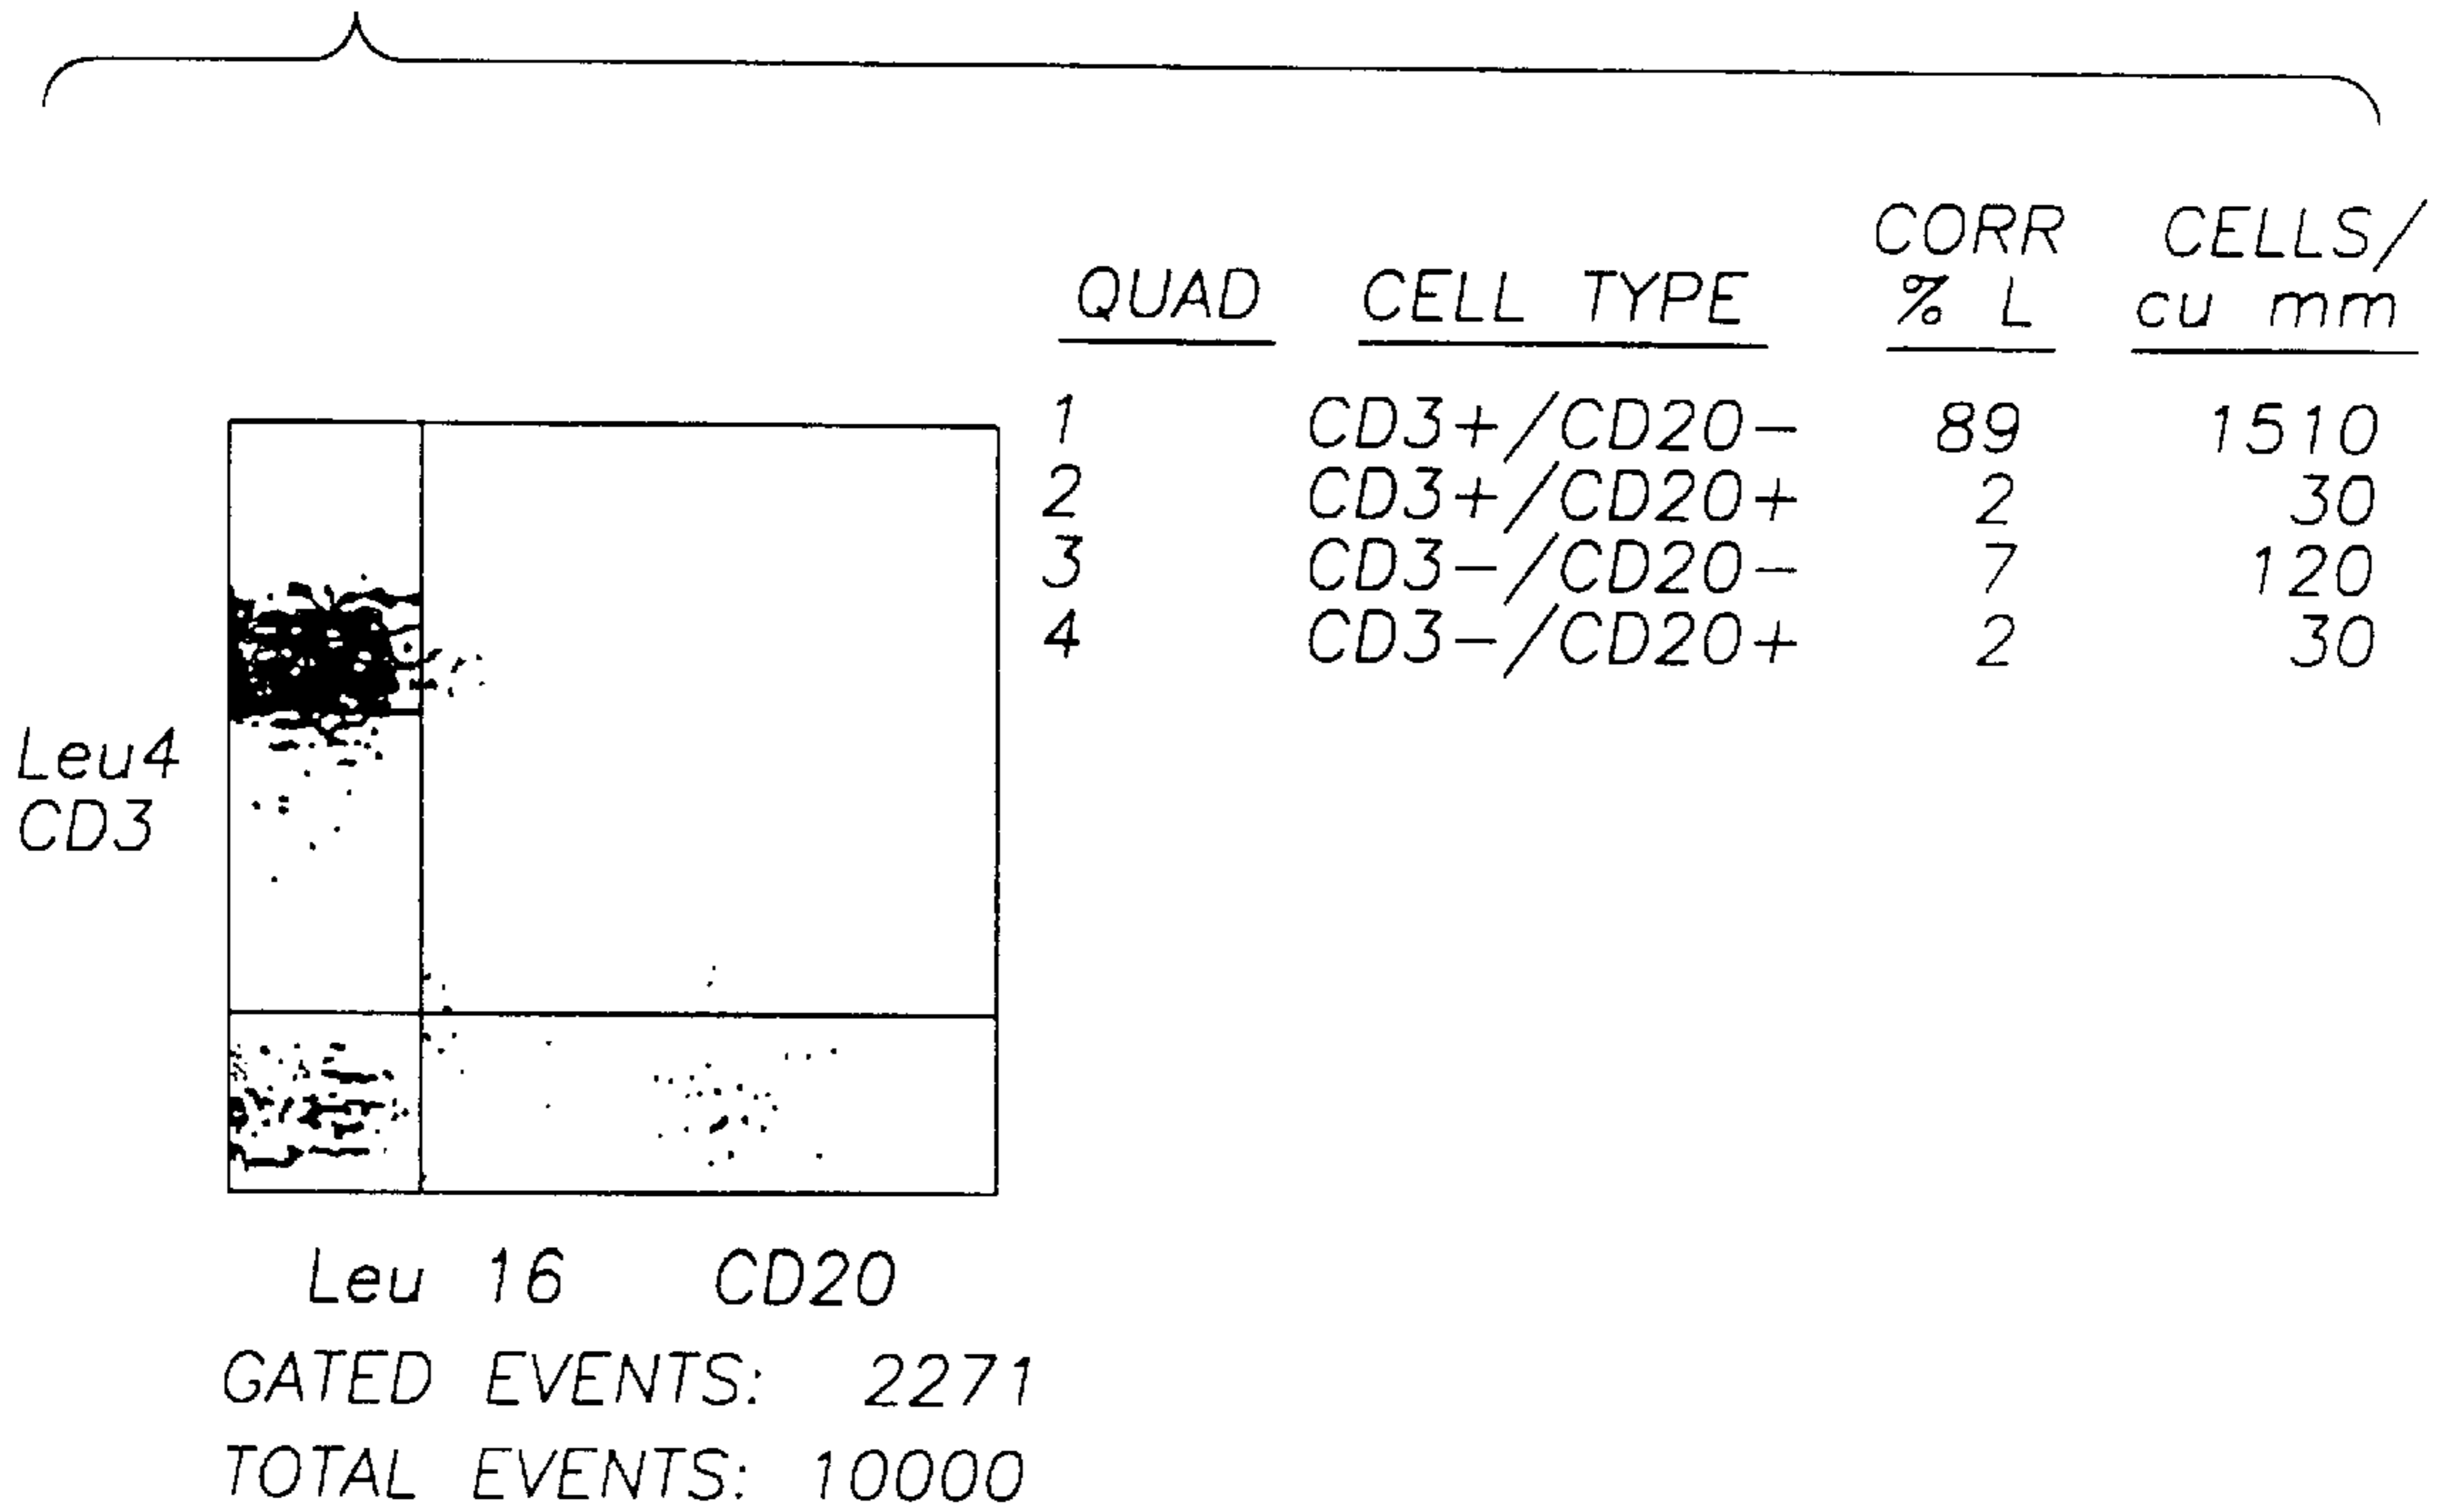 CORR CELLS/
QUAD CELL TYPE % L cu mm
1 CD3+/CD20- 89 1510
2 CD3+/CD20+ 2 30
3 CD3-/CD20- 7 120
4 CD3-/CD20+ 2 30
Leu4
CD3
Leu 16 CD20
GATED EVENTS: 2271
TOTAL EVENTS: 10000